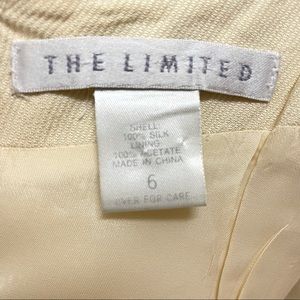 THE LIMITED
SHELL:
100% SILK
LINING:
100% ACETATE
MADE IN CHINA
6
OVER FOR CARE